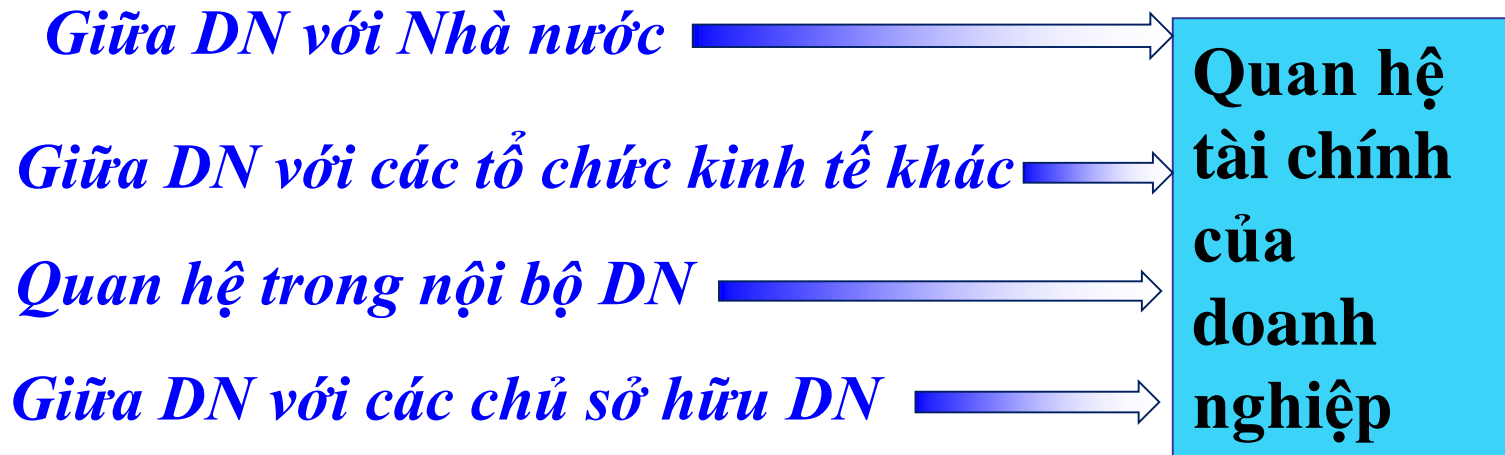 Giữa DN với Nhà nước
Giữa DN với các tổ chức kinh tế khác
Quan hệ trong nội bộ DN
Giữa DN với các chủ sở hữu DN
Quan hệ
tài chính
của
doanh
nghiệp